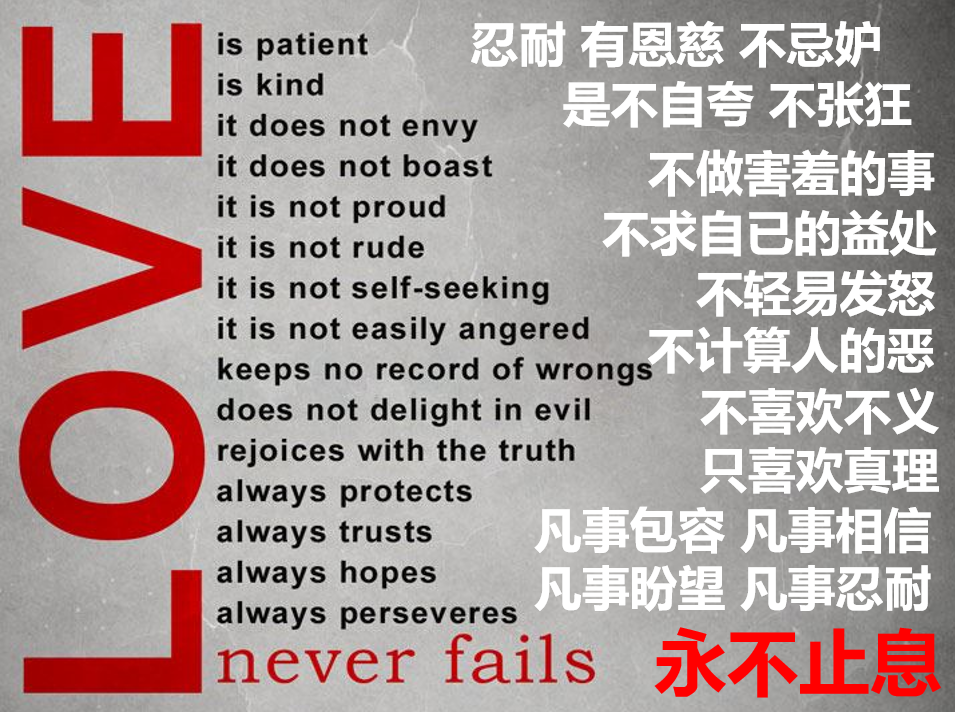 LOVE
is patient
is kind
it does not envy
it does not boast
it is not proud
it is not rude
it is not self-seeking
it is not easily angered
keeps no record of wrongs
does not delight in evil
rejoices with the truth
always protects
always trusts
always hopes
always perseveres
never fails
忍耐 有恩慈 不忌妒
是不自夸 不张狂
不做害羞的事
不求自己的益处
不轻易发怒
不计算人的恶
不喜欢不义
只喜欢真理
凡事包容 凡事相信
凡事盼望 凡事忍耐
永不止息